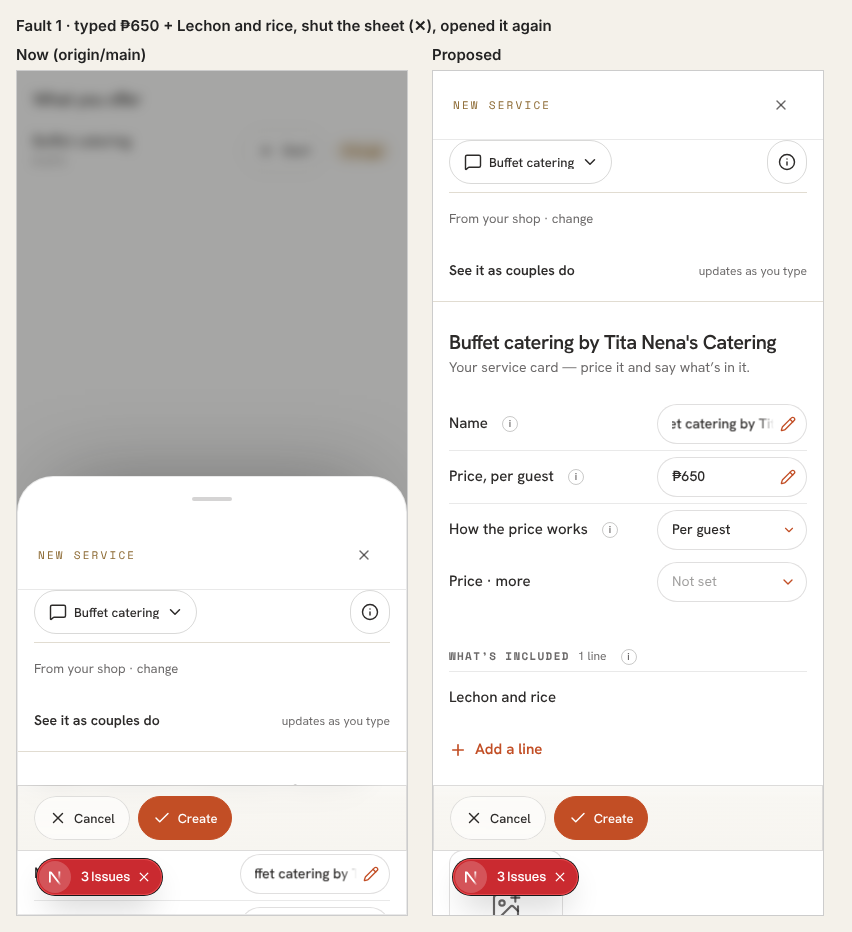 Fault 1 · typed ₱650 + Lechon and rice, shut the sheet (✕), opened it again
Now (origin/main)
What you offer
Buffet catering
NEW SERVICE
Buffet catering
From your shop · change
See it as couples do
updates as you type
Cancel
Create
3 Issues
ffet catering by
Proposed
NEW SERVICE
Buffet catering
From your shop · change
See it as couples do
updates as you type
Buffet catering by Tita Nena's Catering
Your service card — price it and say what's in it.
Name
et catering by Ti
Price, per guest
₱650
How the price works
Per guest
Price · more
Not set
WHAT'S INCLUDED 1 line
Lechon and rice
+ Add a line
Cancel
Create
3 Issues